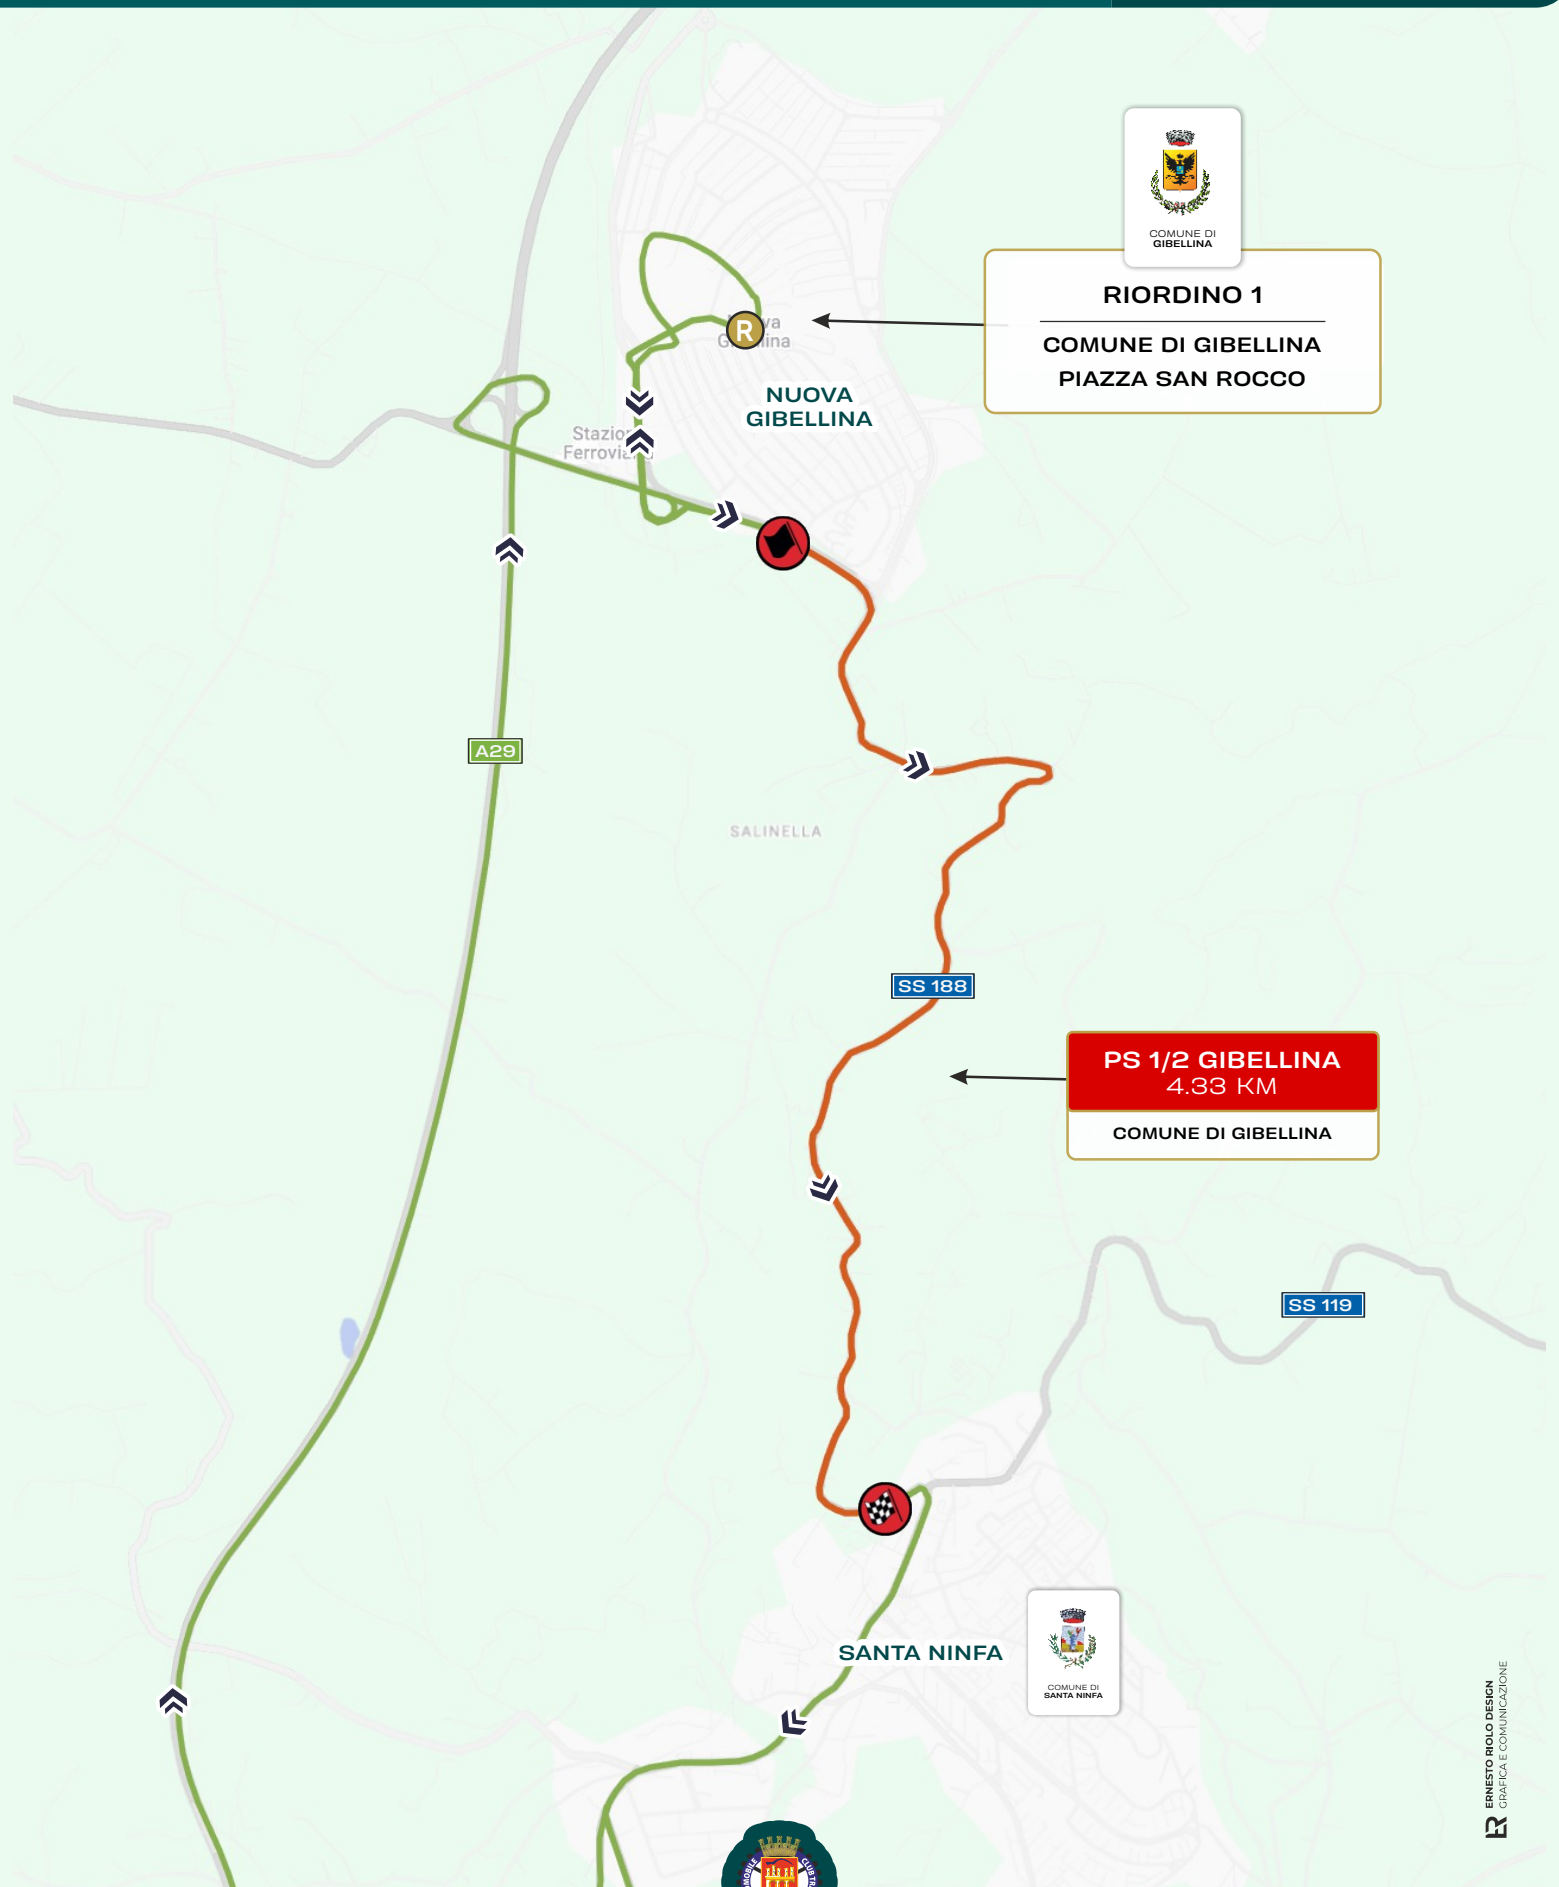 COMUNE DI
GIBELLINA
RIORDINO 1
COMUNE DI GIBELLINA
PIAZZA SAN ROCCO
R
NUOVA
GIBELLINA
A29
SALINELLA
SS 188
PS 1/2 GIBELLINA
4.33 KM
COMUNE DI GIBELLINA
SS 119
SANTA NINFA
COMUNE DI
SANTA NINFA
ERNESTO RIOLO DESIGN
GRAFICA E COMUNICAZIONE